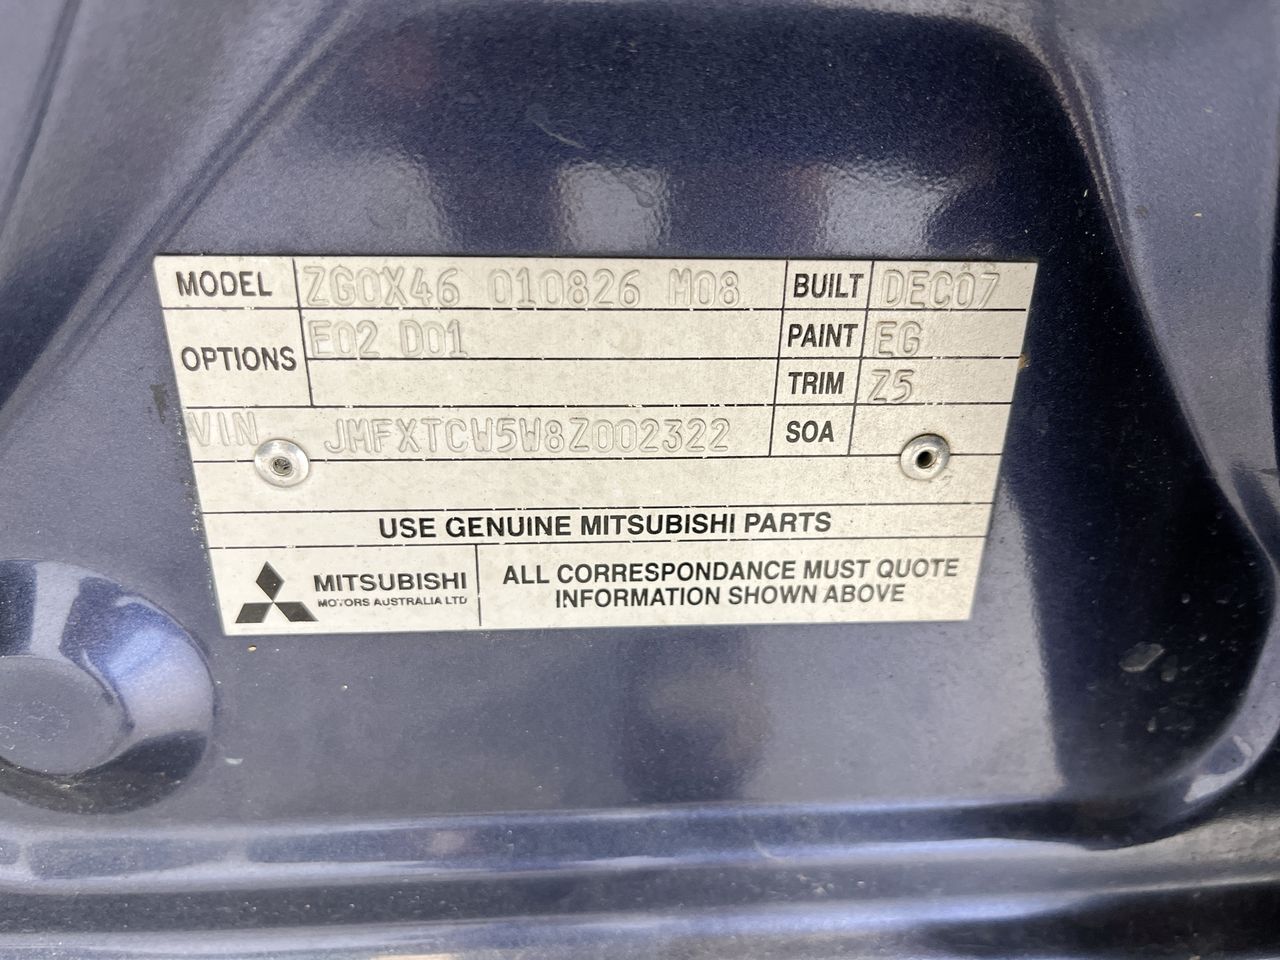 MODEL ZG0X46 010826 M08 BUILT DEC07
OPTIONS E02 D01 PAINT EG
TRIM Z5
VIN JMFXTCW5W8Z002322 SOA
USE GENUINE MITSUBISHI PARTS
MITSUBISHI
MOTORS AUSTRALIA LTD
ALL CORRESPONDANCE MUST QUOTE
INFORMATION SHOWN ABOVE